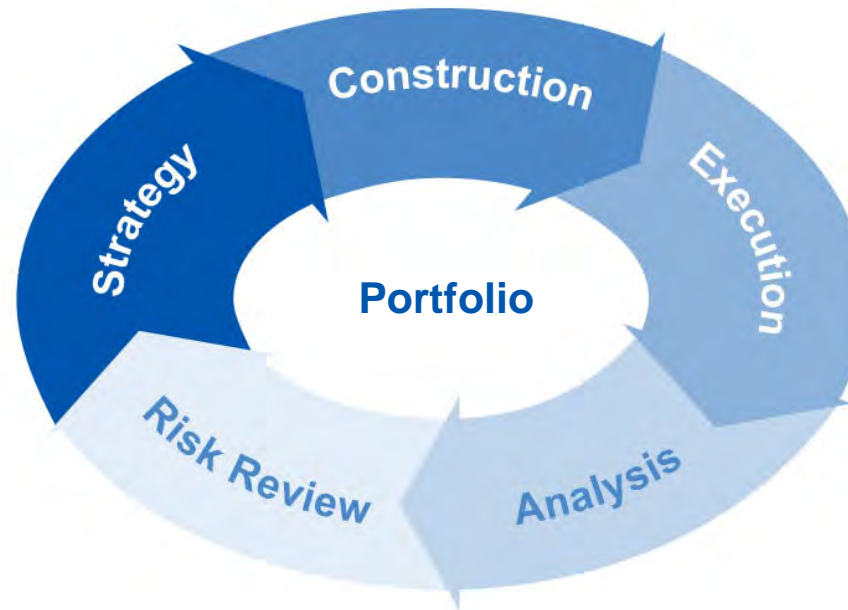 Strategy
Construction
Execution
Analysis
Risk Review
Portfolio